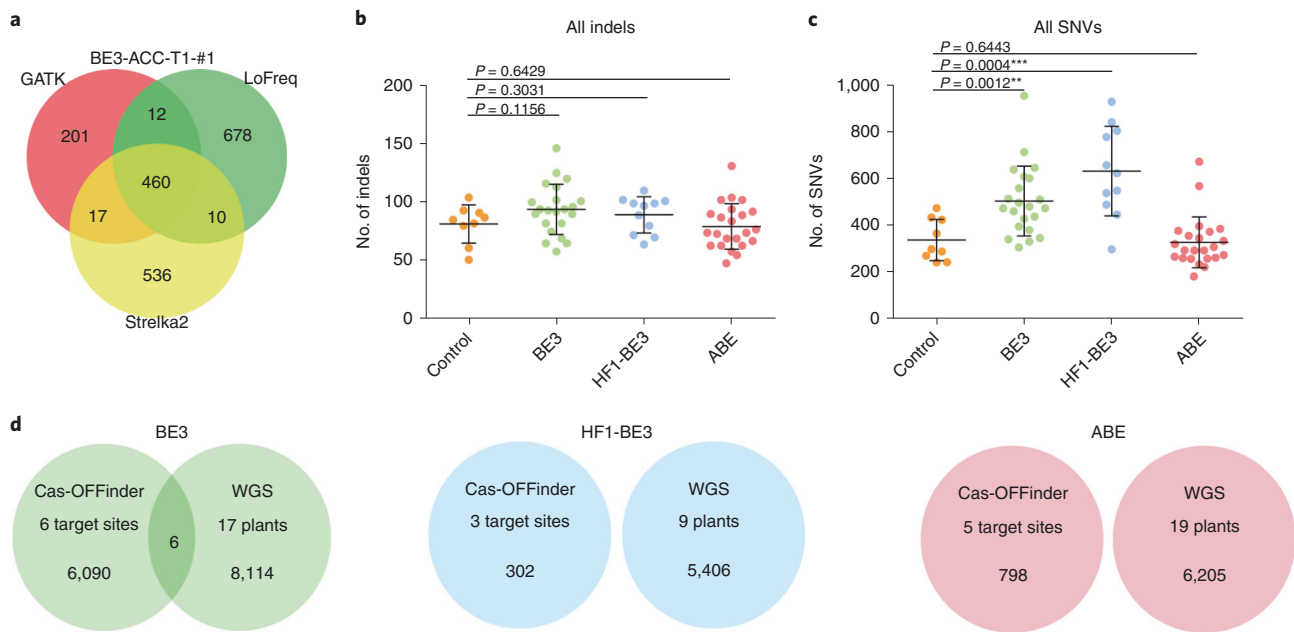 a
BE3-ACC-T1-#1
GATK
LoFreq
12
201
678
460
17
10
536
Strelka2
b
All indels
P = 0.6429
P = 0.3031
P = 0.1156
No. of indels
200
150
100
50
0
Control
BE3
HF1-BE3
ABE
c
All SNVs
P = 0.6443
P = 0.0004***
P = 0.0012**
No. of SNVs
1,000
800
600
400
200
0
Control
BE3
HF1-BE3
ABE
d
BE3
Cas-OFFinder
WGS
6 target sites
17 plants
6
6,090
8,114
HF1-BE3
Cas-OFFinder
WGS
3 target sites
9 plants
302
5,406
ABE
Cas-OFFinder
WGS
5 target sites
19 plants
798
6,205